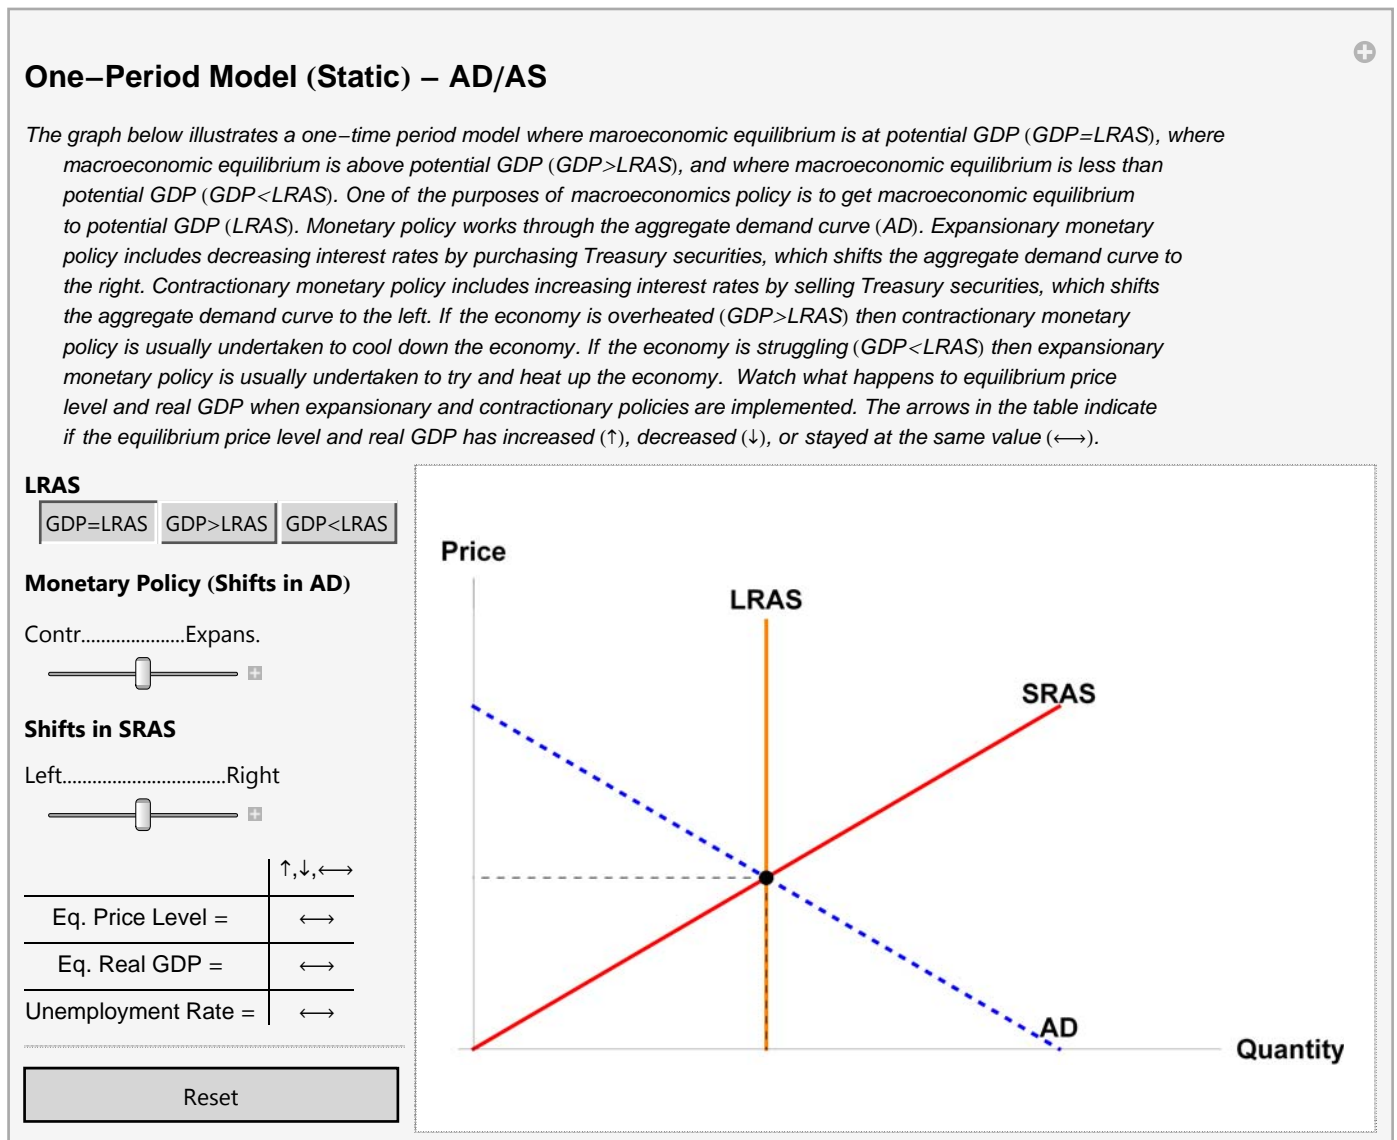 One−Period Model (Static) − AD/AS
The graph below illustrates a one−time period model where maroeconomic equilibrium is at potential GDP (GDP=LRAS), where
macroeconomic equilibrium is above potential GDP (GDP>LRAS), and where macroeconomic equilibrium is less than
potential GDP (GDP<LRAS). One of the purposes of macroeconomics policy is to get macroeconomic equilibrium
to potential GDP (LRAS). Monetary policy works through the aggregate demand curve (AD). Expansionary monetary
policy includes decreasing interest rates by purchasing Treasury securities, which shifts the aggregate demand curve to
the right. Contractionary monetary policy includes increasing interest rates by selling Treasury securities, which shifts
the aggregate demand curve to the left. If the economy is overheated (GDP>LRAS) then contractionary monetary
policy is usually undertaken to cool down the economy. If the economy is struggling (GDP<LRAS) then expansionary
monetary policy is usually undertaken to try and heat up the economy.  Watch what happens to equilibrium price
level and real GDP when expansionary and contractionary policies are implemented. The arrows in the table indicate
if the equilibrium price level and real GDP has increased (↑), decreased (↓), or stayed at the same value (⟷).
LRAS
GDP=LRAS GDP>LRAS GDP<LRAS
Monetary Policy (Shifts in AD)
Contr.....................Expans.
Shifts in SRAS
Left................................Right
↑,↓,⟷
Eq. Price Level = ⟷
Eq. Real GDP = ⟷
Unemployment Rate = ⟷
Reset
Price
LRAS
SRAS
AD
Quantity